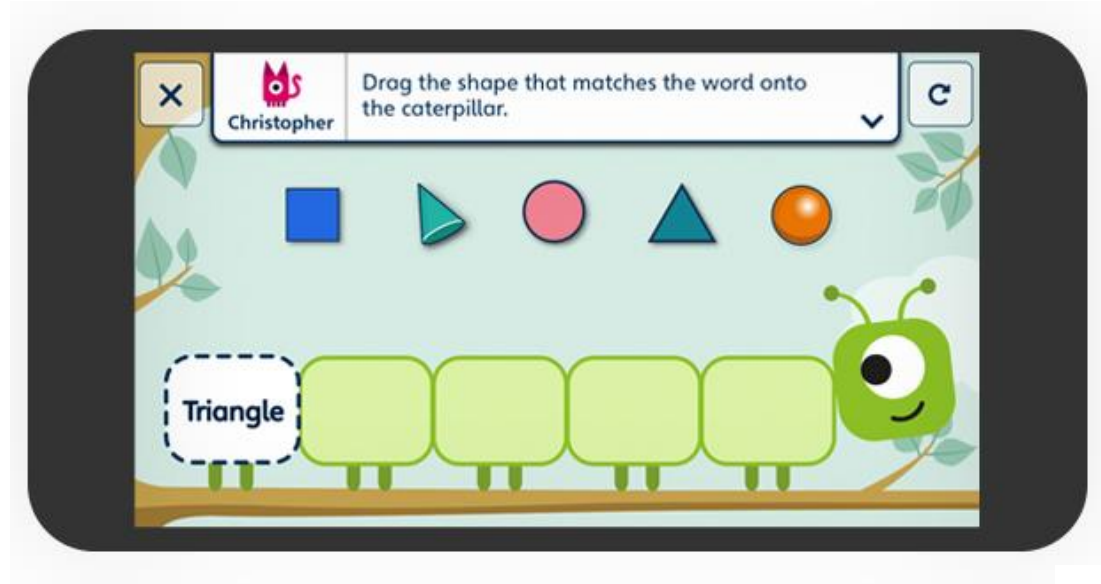 Drag the shape that matches the word onto
the caterpillar.
Christopher
Triangle